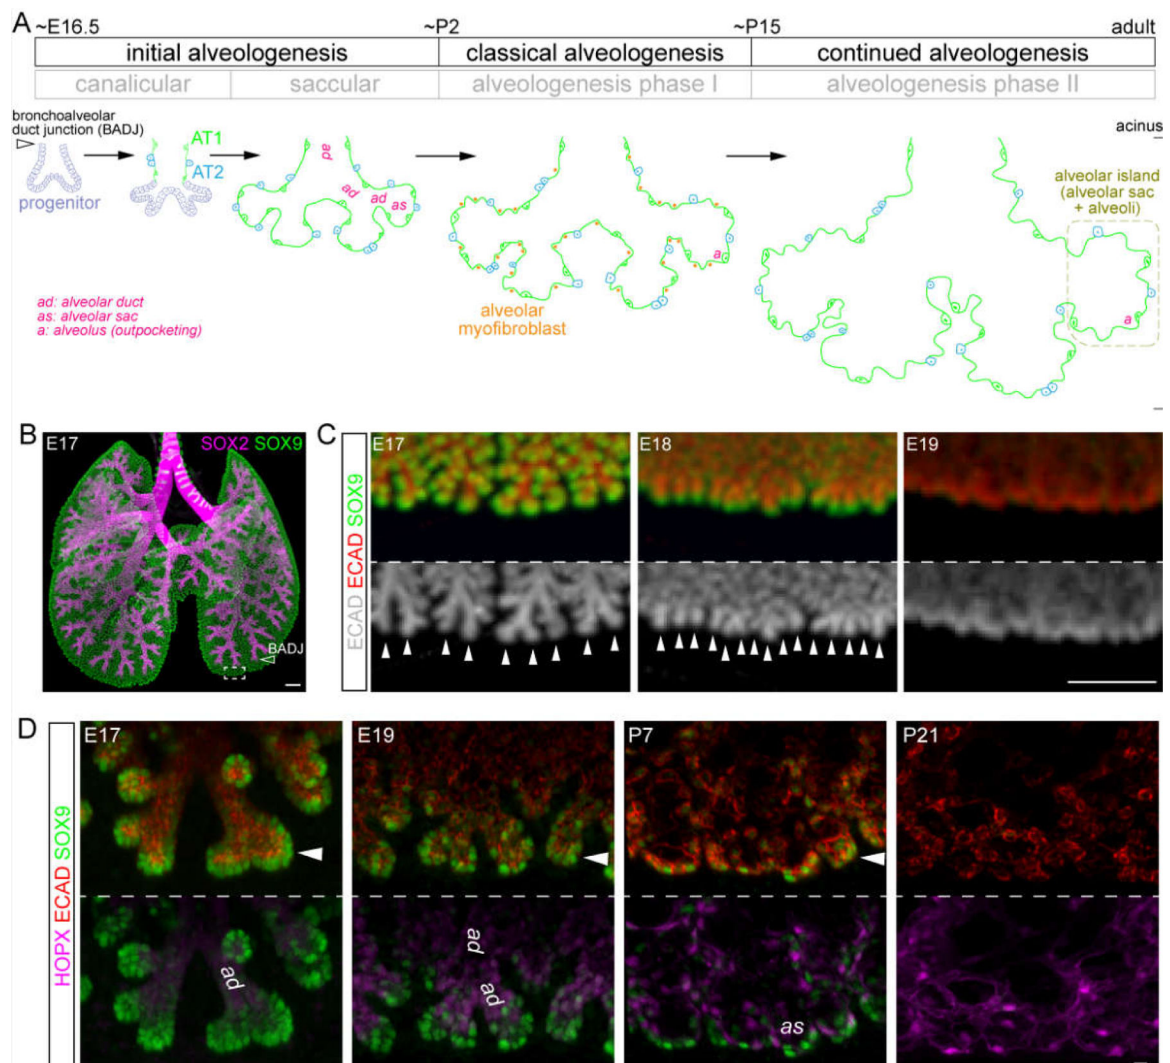 A
~E16.5
~P2
~P15
adult
initial alveologenesis
classical alveologenesis
continued alveologenesis
canalicular
saccular
alveologenesis phase I
alveologenesis phase II
bronchoalveolar
duct junction (BADJ)
AT1
AT2
progenitor
ad
ad
ad
as
a
alveolar
myofibroblast
acinus
alveolar island
(alveolar sac
+ alveoli)
a
ad: alveolar duct
as: alveolar sac
a: alveolus (outpocketing)
B
E17
SOX2 SOX9
BADJ
C
ECAD ECAD SOX9
E17
E18
E19
D
HOPX ECAD SOX9
E17
E19
P7
P21
ad
ad
ad
as